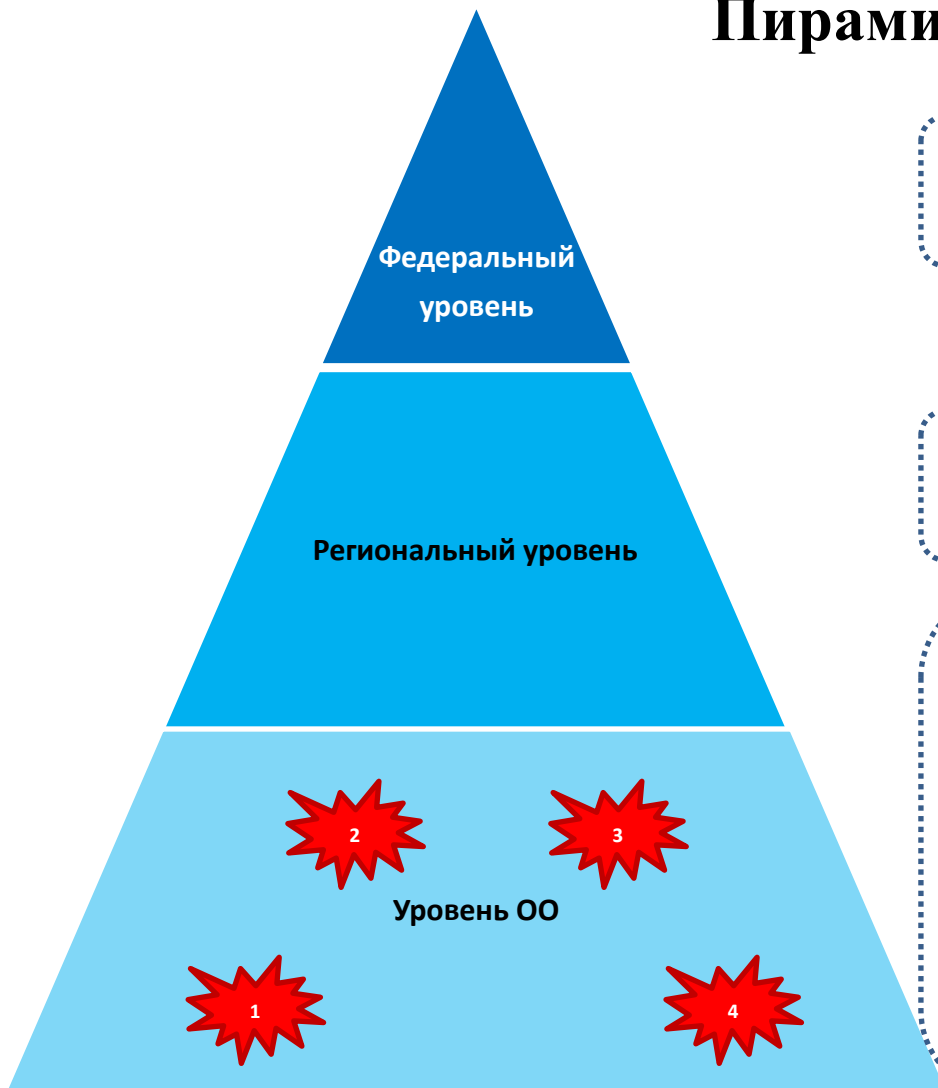 Пирами
Федеральный
уровень
Региональный уровень
2
3
Уровень ОО
1
4